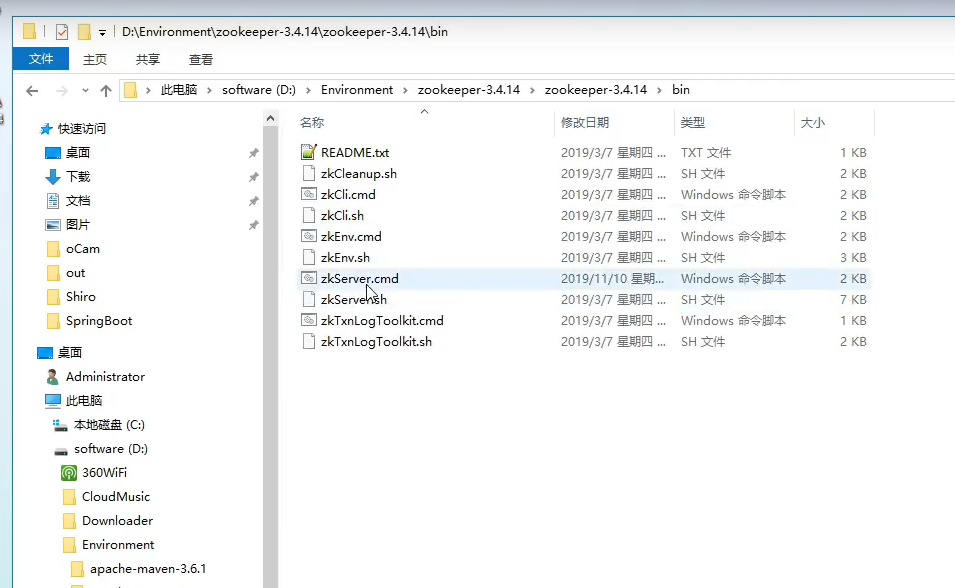 D:\Environment\zookeeper-3.4.14\zookeeper-3.4.14\bin
文件 主页 共享 查看
此电脑 software (D:) Environment zookeeper-3.4.14 zookeeper-3.4.14 bin
快速访问
桌面
下载
文档
图片
oCam
out
Shiro
SpringBoot
桌面
Administrator
此电脑
本地磁盘 (C:)
software (D:)
360WiFi
CloudMusic
Downloader
Environment
apache-maven-3.6.1
名称 修改日期 类型 大小
README.txt 2019/3/7 星期四 ... TXT 文件 1 KB
zkCleanup.sh 2019/3/7 星期四 ... SH 文件 2 KB
zkCli.cmd 2019/3/7 星期四 ... Windows 命令脚本 2 KB
zkCli.sh 2019/3/7 星期四 ... SH 文件 2 KB
zkEnv.cmd 2019/3/7 星期四 ... Windows 命令脚本 2 KB
zkEnv.sh 2019/3/7 星期四 ... SH 文件 3 KB
zkServer.cmd 2019/11/10 星期... Windows 命令脚本 2 KB
zkServer.sh 2019/3/7 星期四 ... SH 文件 7 KB
zkTxnLogToolkit.cmd 2019/3/7 星期四 ... Windows 命令脚本 1 KB
zkTxnLogToolkit.sh 2019/3/7 星期四 ... SH 文件 2 KB